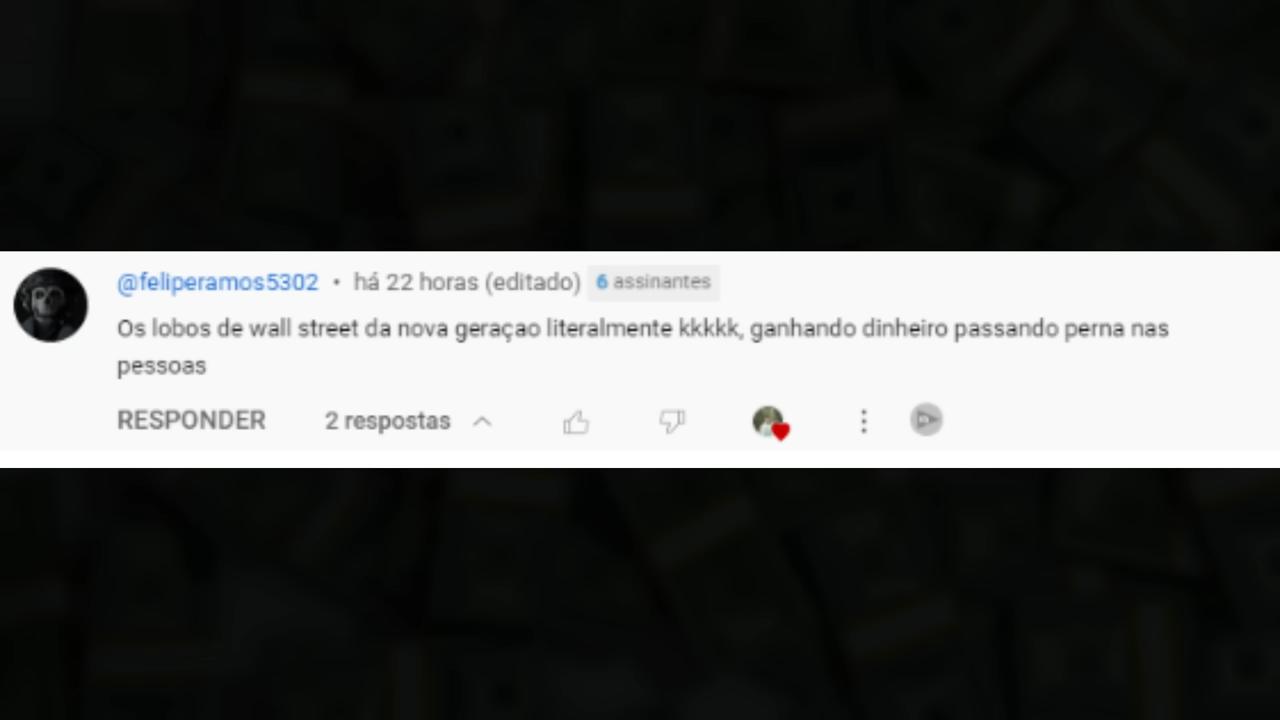 @feliperamos5302 • há 22 horas (editado) 6 assinantes
Os lobos de wall street da nova geraçao literalmente kkkkk, ganhando dinheiro passando perna nas
pessoas
RESPONDER 2 respostas